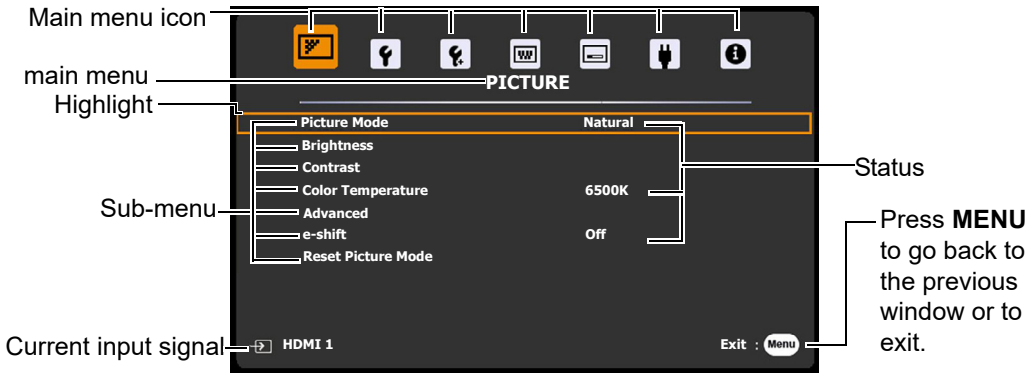 Main menu icon
main menu
PICTURE
Highlight
Picture Mode Natural
Brightness
Contrast
Status
Color Temperature 6500K
Sub-menu
Advanced
e-shift Off
Reset Picture Mode
Press MENU
to go back to
the previous
window or to
exit.
Current input signal
HDMI 1
Exit : Menu